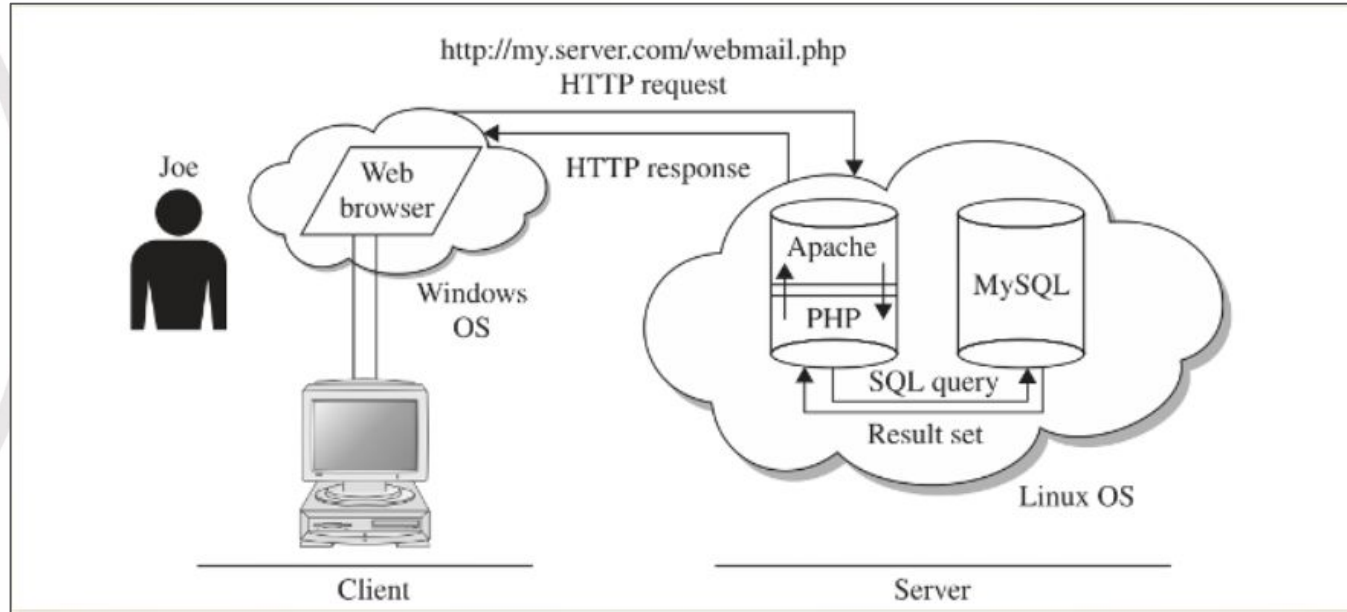 http://my.server.com/webmail.php
HTTP request
HTTP response
Joe
Web
browser
Windows
OS
Apache
PHP
MySQL
SQL query
Result set
Linux OS
Client
Server